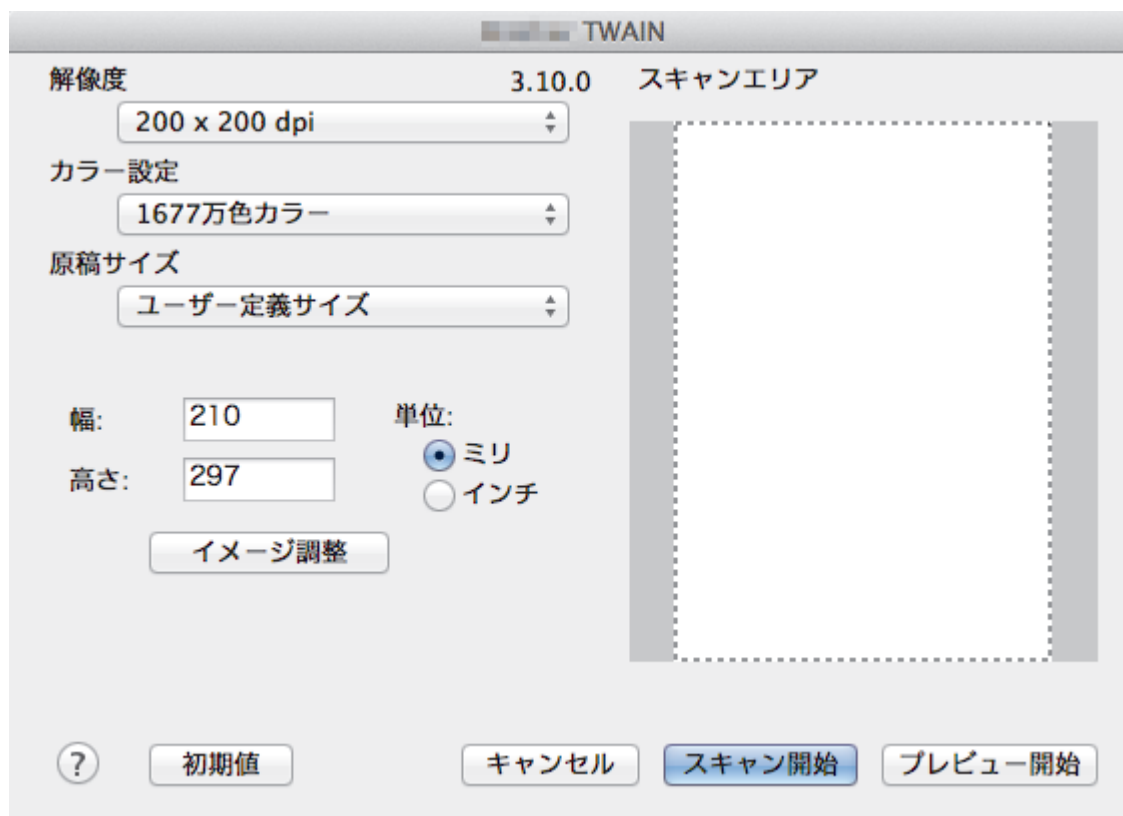 TWAIN
解像度
3.10.0
スキャンエリア
200 x 200 dpi
カラー設定
1677万色カラー
原稿サイズ
ユーザー定義サイズ
幅:
210
単位:
ミリ
高さ:
297
インチ
イメージ調整
?
初期値
キャンセル
スキャン開始
プレビュー開始